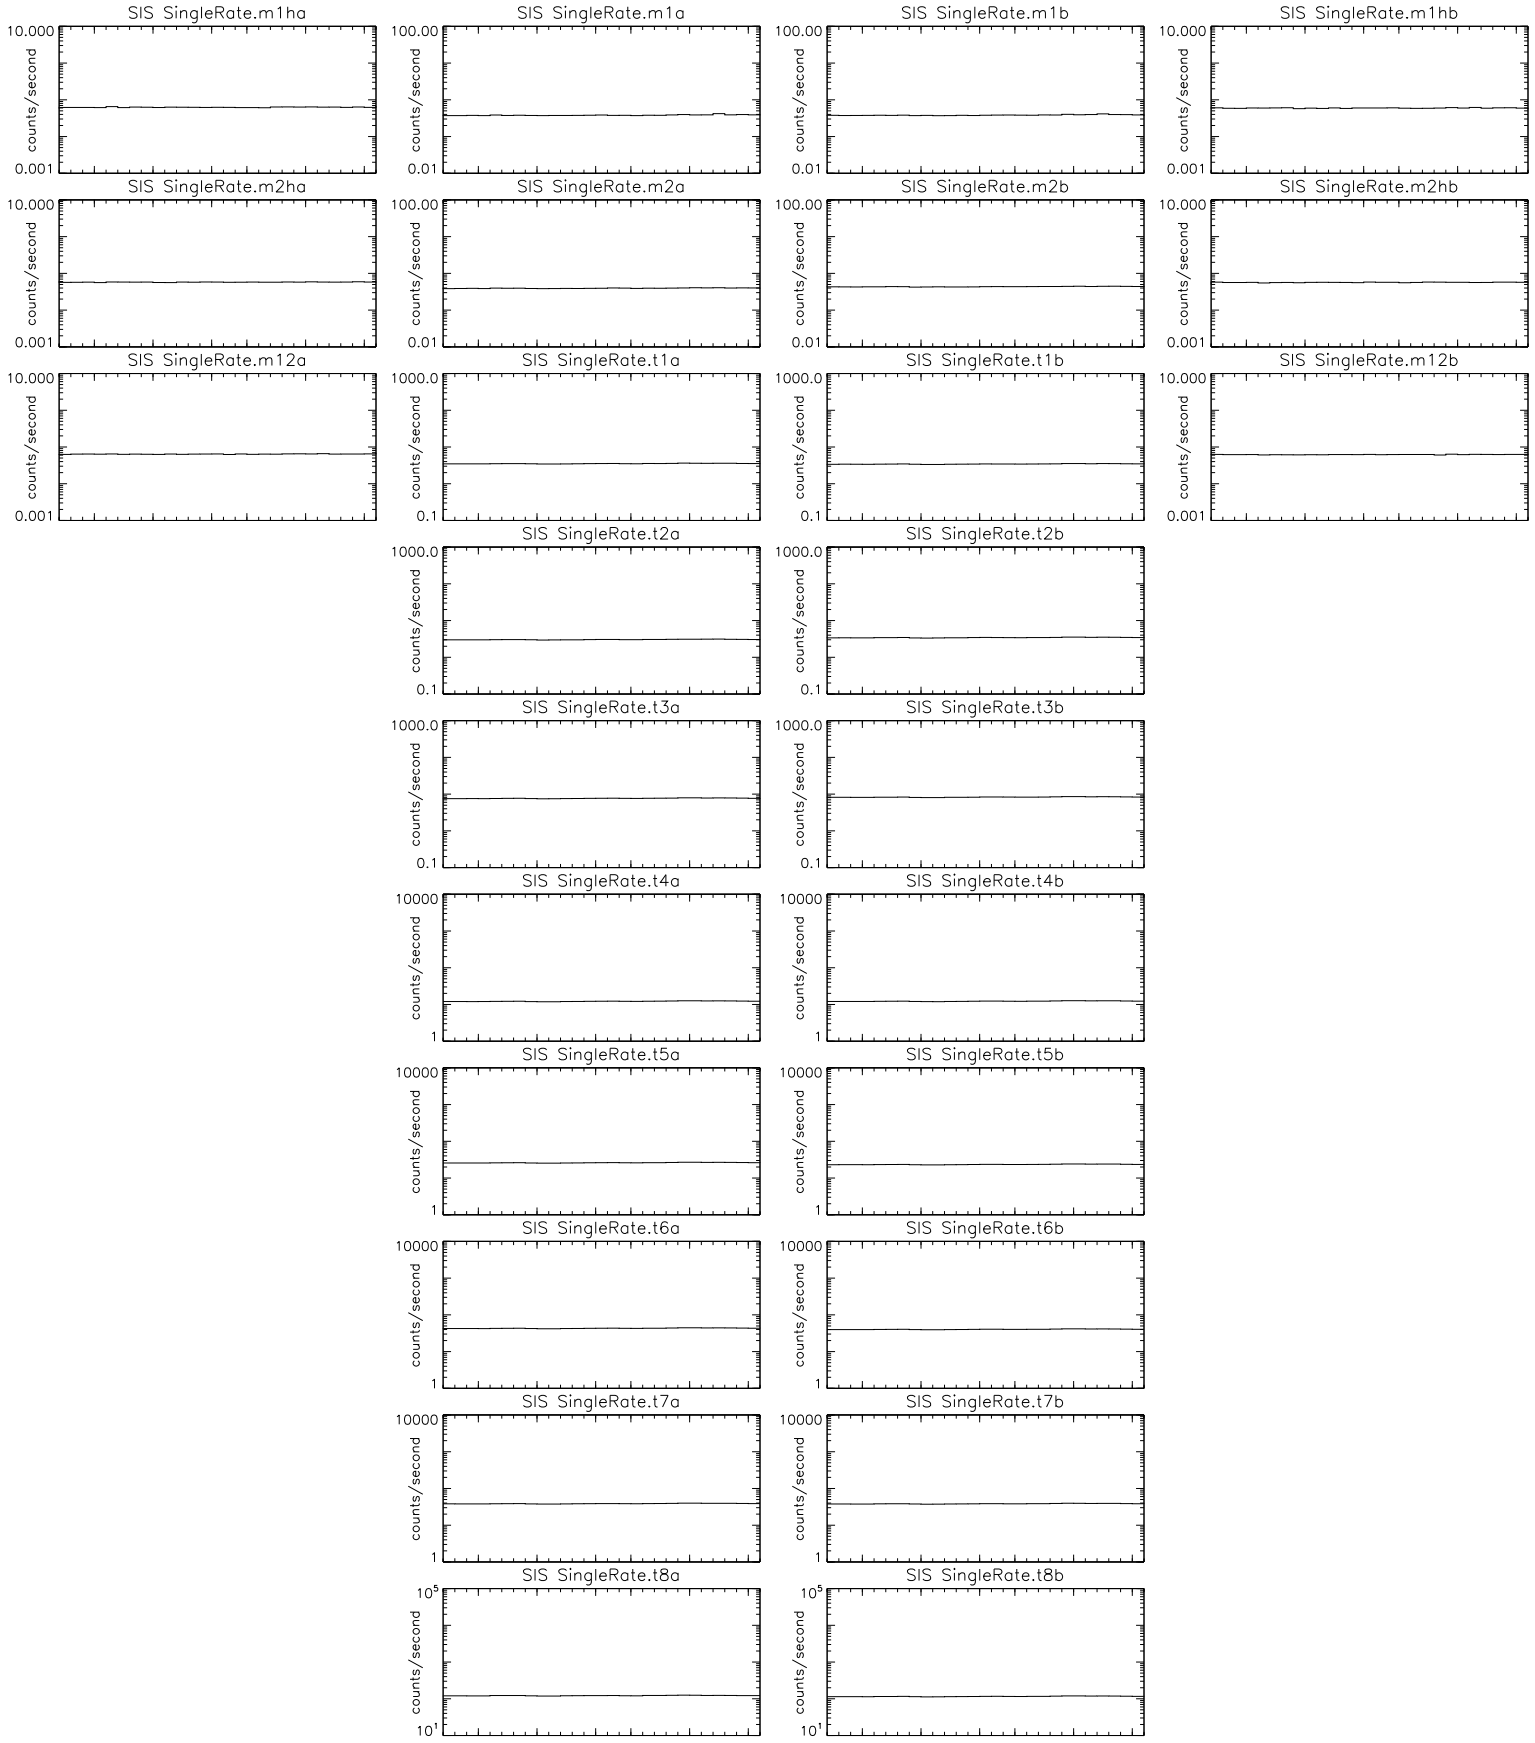 SIS SingleRate.m1ha SIS SingleRate.m1a SIS SingleRate.m1b SIS SingleRate.m1hb
10.000 100.00 100.00 10.000
counts/second counts/second counts/second counts/second
0.001 0.01 0.01 0.001
SIS SingleRate.m2ha SIS SingleRate.m2a SIS SingleRate.m2b SIS SingleRate.m2hb
10.000 100.00 100.00 10.000
counts/second counts/second counts/second counts/second
0.001 0.01 0.01 0.001
SIS SingleRate.m12a SIS SingleRate.t1a SIS SingleRate.t1b SIS SingleRate.m12b
10.000 1000.0 1000.0 10.000
counts/second counts/second counts/second counts/second
0.001 0.1 0.1 0.001
SIS SingleRate.t2a SIS SingleRate.t2b
1000.0 1000.0
counts/second counts/second
0.1 0.1
SIS SingleRate.t3a SIS SingleRate.t3b
1000.0 1000.0
counts/second counts/second
0.1 0.1
SIS SingleRate.t4a SIS SingleRate.t4b
10000 10000
counts/second counts/second
1 1
SIS SingleRate.t5a SIS SingleRate.t5b
10000 10000
counts/second counts/second
1 1
SIS SingleRate.t6a SIS SingleRate.t6b
10000 10000
counts/second counts/second
1 1
SIS SingleRate.t7a SIS SingleRate.t7b
10000 10000
counts/second counts/second
1 1
SIS SingleRate.t8a SIS SingleRate.t8b
10⁵ 10⁵
counts/second counts/second
10¹ 10¹